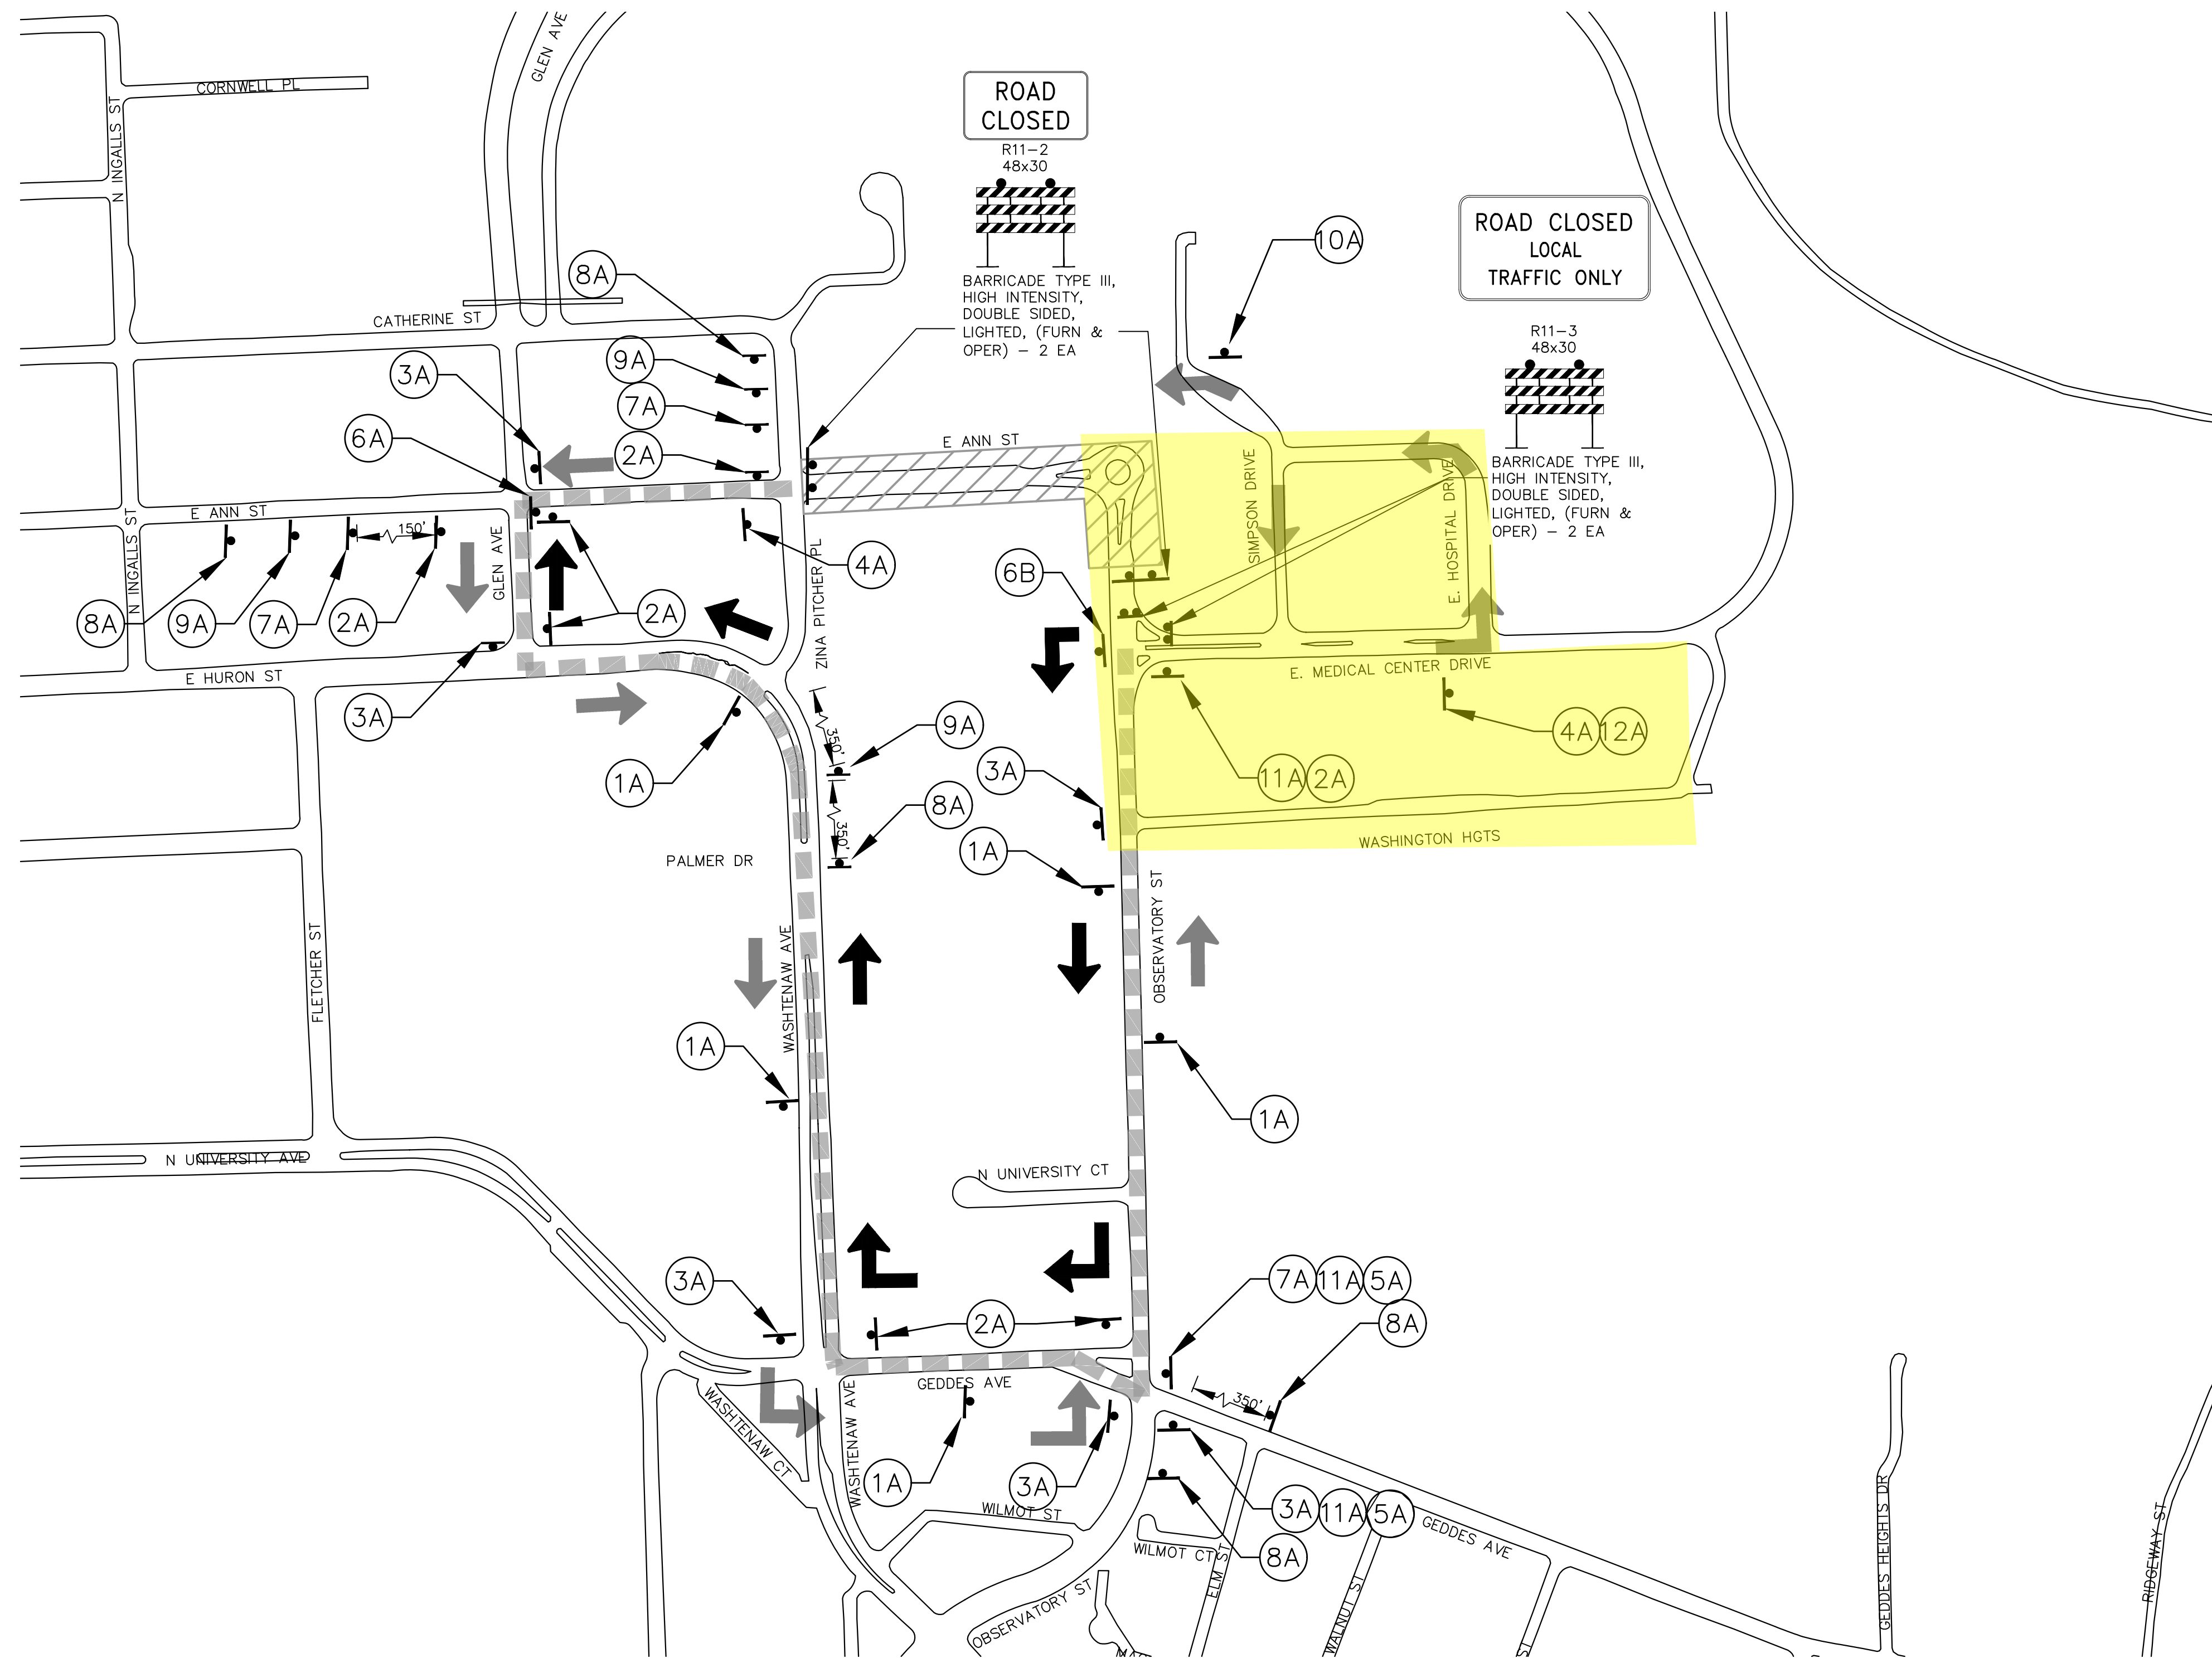 GLEN AVE
CORNWELL PL
N INGALLS ST
ROAD
CLOSED
R11-2
48x30
BARRICADE TYPE III,
HIGH INTENSITY,
DOUBLE SIDED,
LIGHTED, (FURN &
OPER) - 2 EA
ROAD CLOSED
LOCAL
TRAFFIC ONLY
R11-3
48x30
BARRICADE TYPE III,
HIGH INTENSITY,
DOUBLE SIDED,
LIGHTED, (FURN &
OPER) - 2 EA
10A
8A
CATHERINE ST
9A
3A
7A
6A
2A
E ANN ST
E ANN ST
150'
N INGALLS ST
GLEN AVE
SIMPSON DRIVE
E. HOSPITAL DRIVE
4A
6B
8A
9A
7A
2A
2A
ZINA PITCHER PL
E HURON ST
E. MEDICAL CENTER DRIVE
3A
9A
350'
4A
12A
1A
3A
11A
2A
8A
350'
WASHINGTON HGTS
PALMER DR
1A
FLETCHER ST
WASHTENAW AVE
OBSERVATORY ST
1A
1A
N UNIVERSITY AVE
N UNIVERSITY CT
3A
7A
11A
5A
2A
8A
GEDDES AVE
350'
WASHTENAW CT
WASHTENAW AVE
1A
3A
3A
11A
5A
WILMOT ST
GEDDES AVE
WILMOT CT
8A
ELM ST
WALNUT ST
OBSERVATORY ST
GEDDES HEIGHTS DR
RIDGEWAY ST
ST